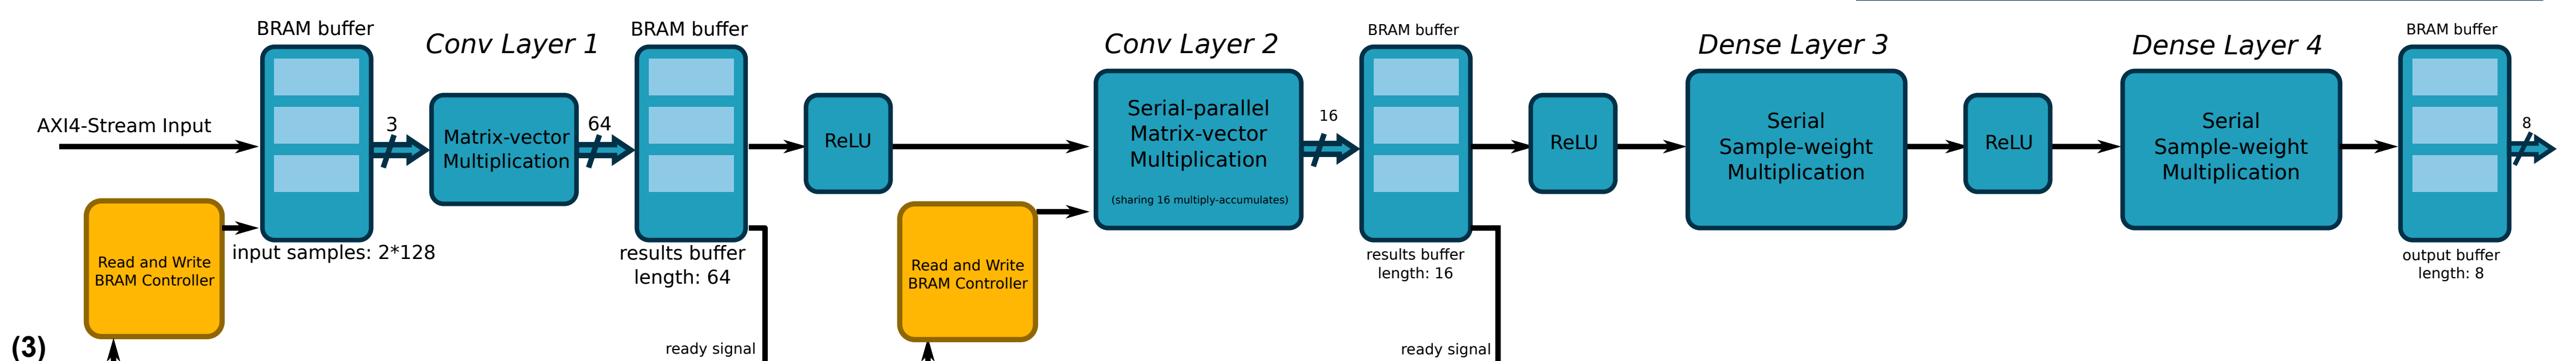 BRAM buffer
Conv Layer 1
BRAM buffer
Conv Layer 2
BRAM buffer
Dense Layer 3
Dense Layer 4
BRAM buffer
AXI4-Stream Input
3
Matrix-vector
Multiplication
64
ReLU
Serial-parallel
Matrix-vector
Multiplication
(sharing 16 multiply-accumulates)
16
ReLU
Serial
Sample-weight
Multiplication
ReLU
Serial
Sample-weight
Multiplication
8
Read and Write
BRAM Controller
input samples: 2*128
results buffer
length: 64
Read and Write
BRAM Controller
results buffer
length: 16
output buffer
length: 8
(3)
ready signal
ready signal